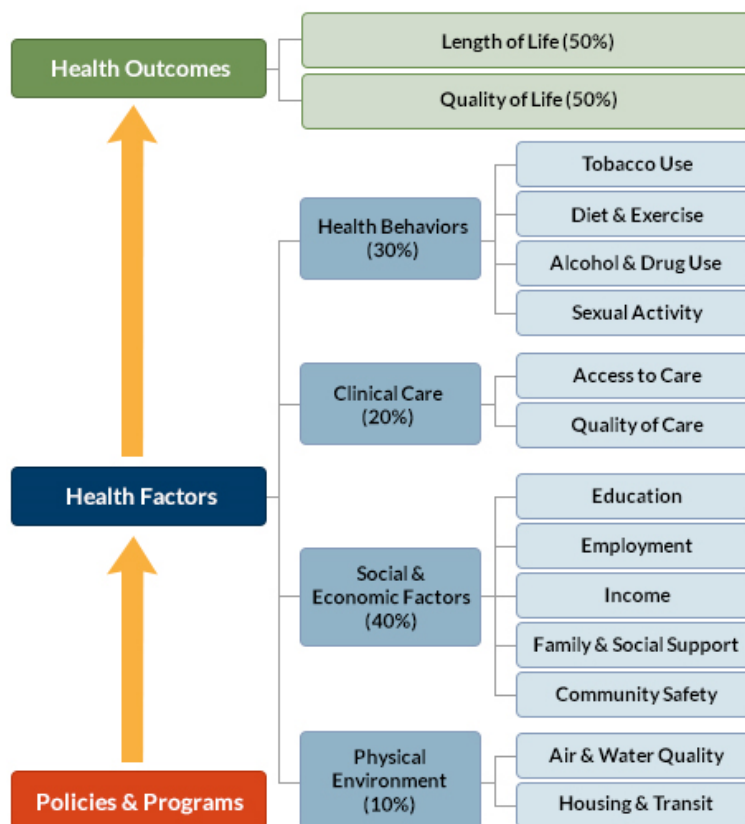 Health Outcomes
Length of Life (50%)
Quality of Life (50%)
Health Behaviors
(30%)
Tobacco Use
Diet & Exercise
Alcohol & Drug Use
Sexual Activity
Clinical Care
(20%)
Access to Care
Quality of Care
Health Factors
Social &
Economic Factors
(40%)
Education
Employment
Income
Family & Social Support
Community Safety
Physical
Environment
(10%)
Air & Water Quality
Housing & Transit
Policies & Programs